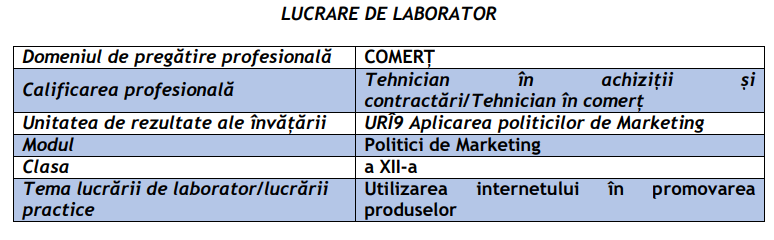 LUCRARE DE LABORATOR
Domeniul de pregătire profesională COMERȚ
Calificarea profesională Tehnician în achiziții și
contractări/Tehnician în comerț
Unitatea de rezultate ale învățării URÎ9 Aplicarea politicilor de Marketing
Modul Politici de Marketing
Clasa a XII-a
Tema lucrării de laborator/lucrării Utilizarea internetului în promovarea
practice produselor